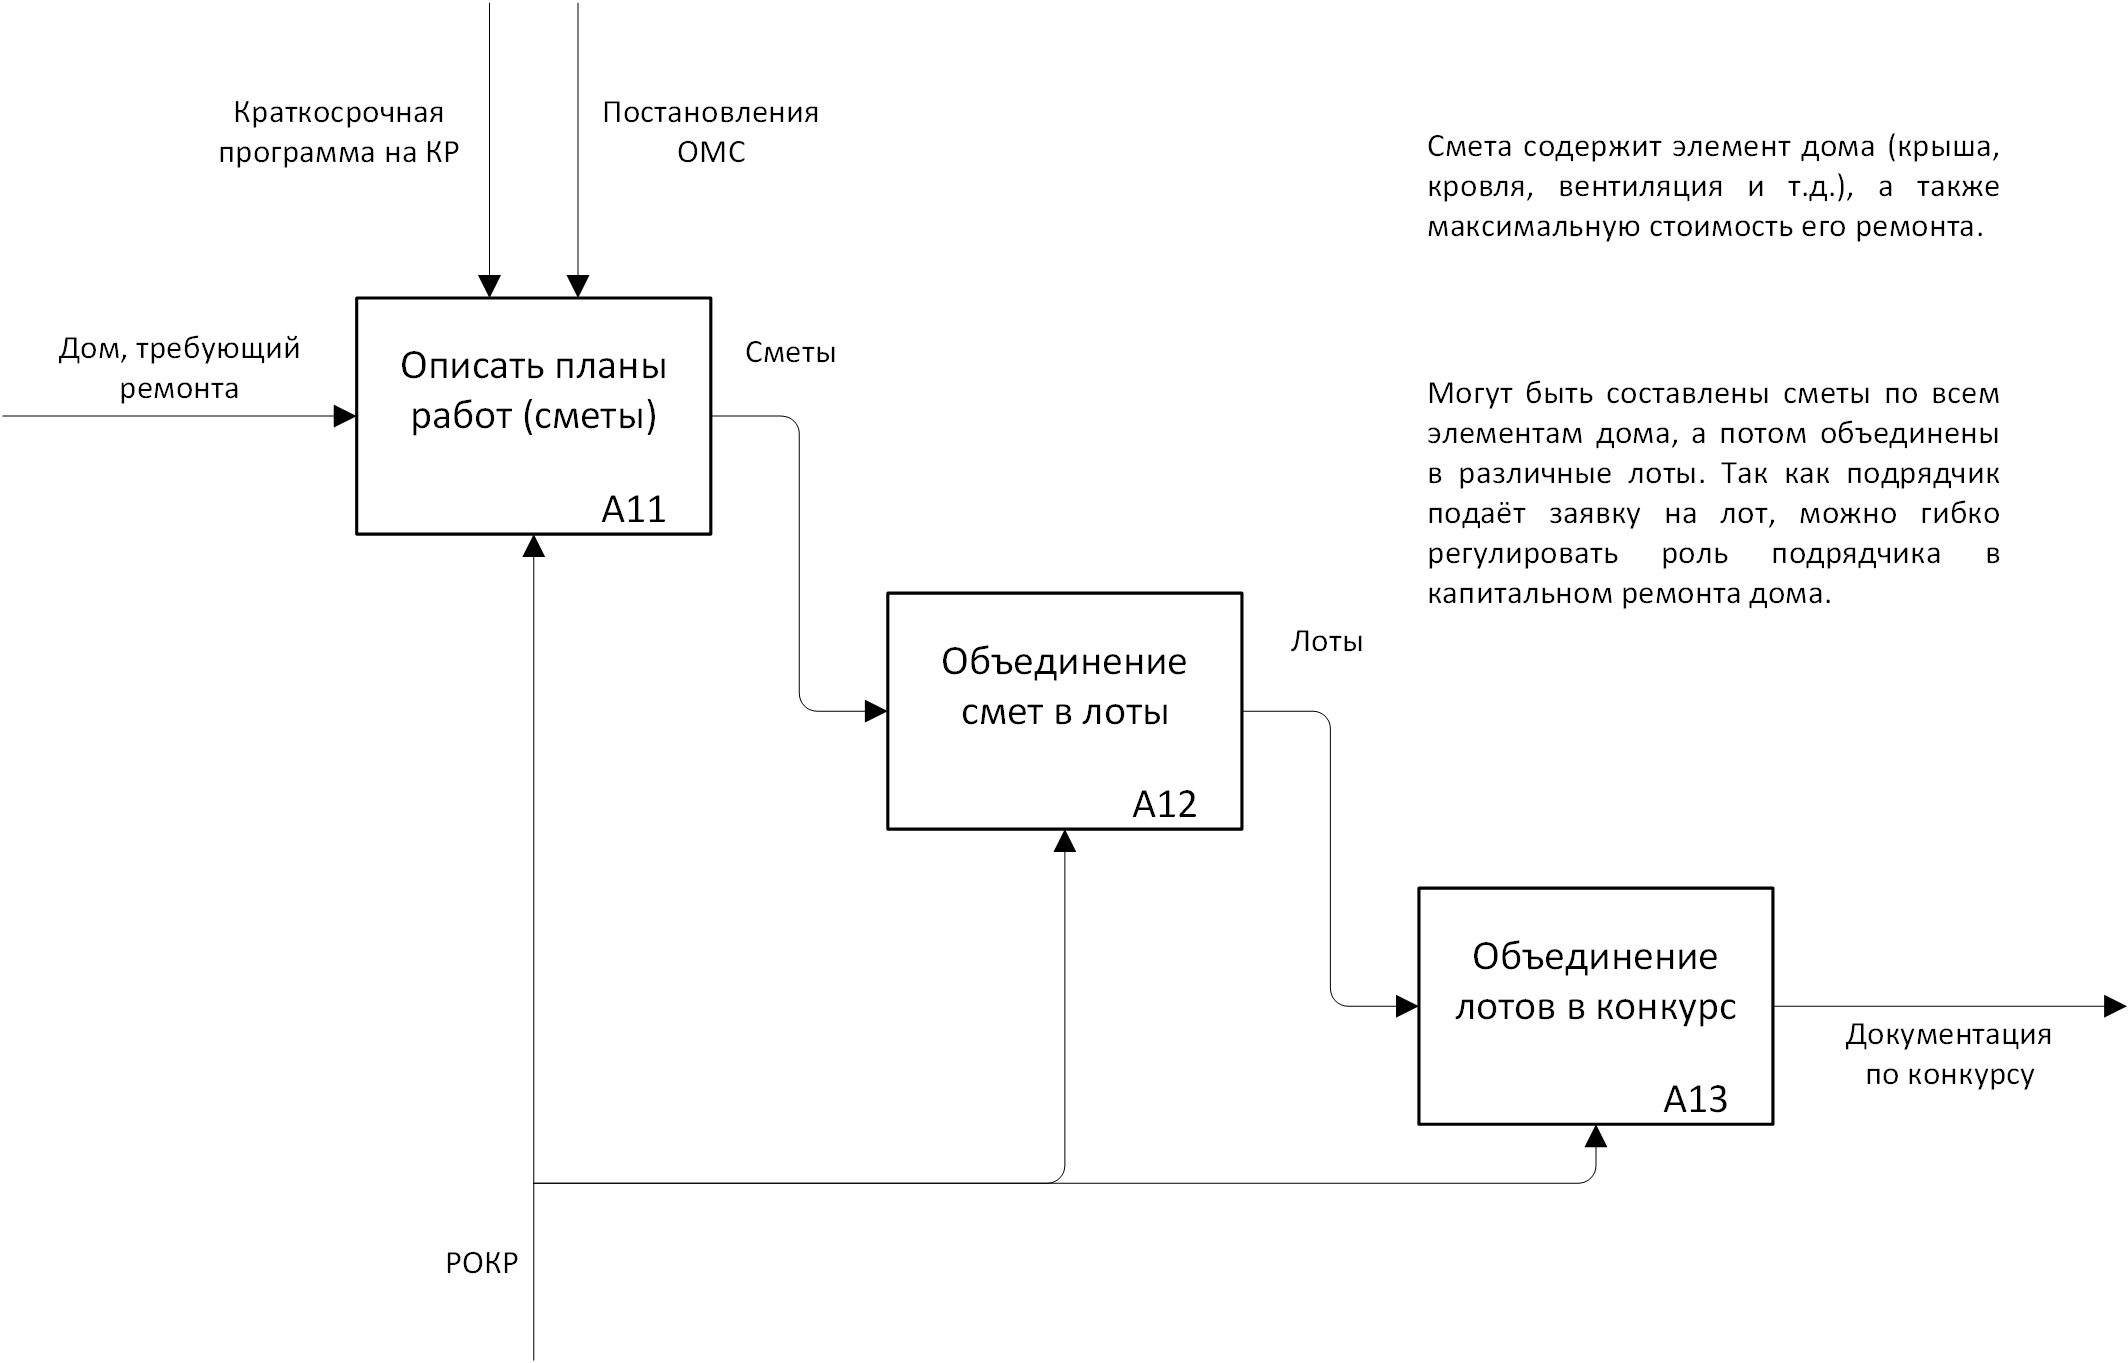 Краткосрочная
программа на КР
Постановления
ОМС
Смета содержит элемент дома (крыша,
кровля, вентиляция и т.д.), а также
максимальную стоимость его ремонта.
Дом, требующий
ремонта
Описать планы
работ (сметы)
А11
Сметы
Могут быть составлены сметы по всем
элементам дома, а потом объединены
в различные лоты. Так как подрядчик
подаёт заявку на лот, можно гибко
регулировать роль подрядчика в
капитальном ремонта дома.
Объединение
смет в лоты
А12
Лоты
Объединение
лотов в конкурс
А13
Документация
по конкурсу
РОКР